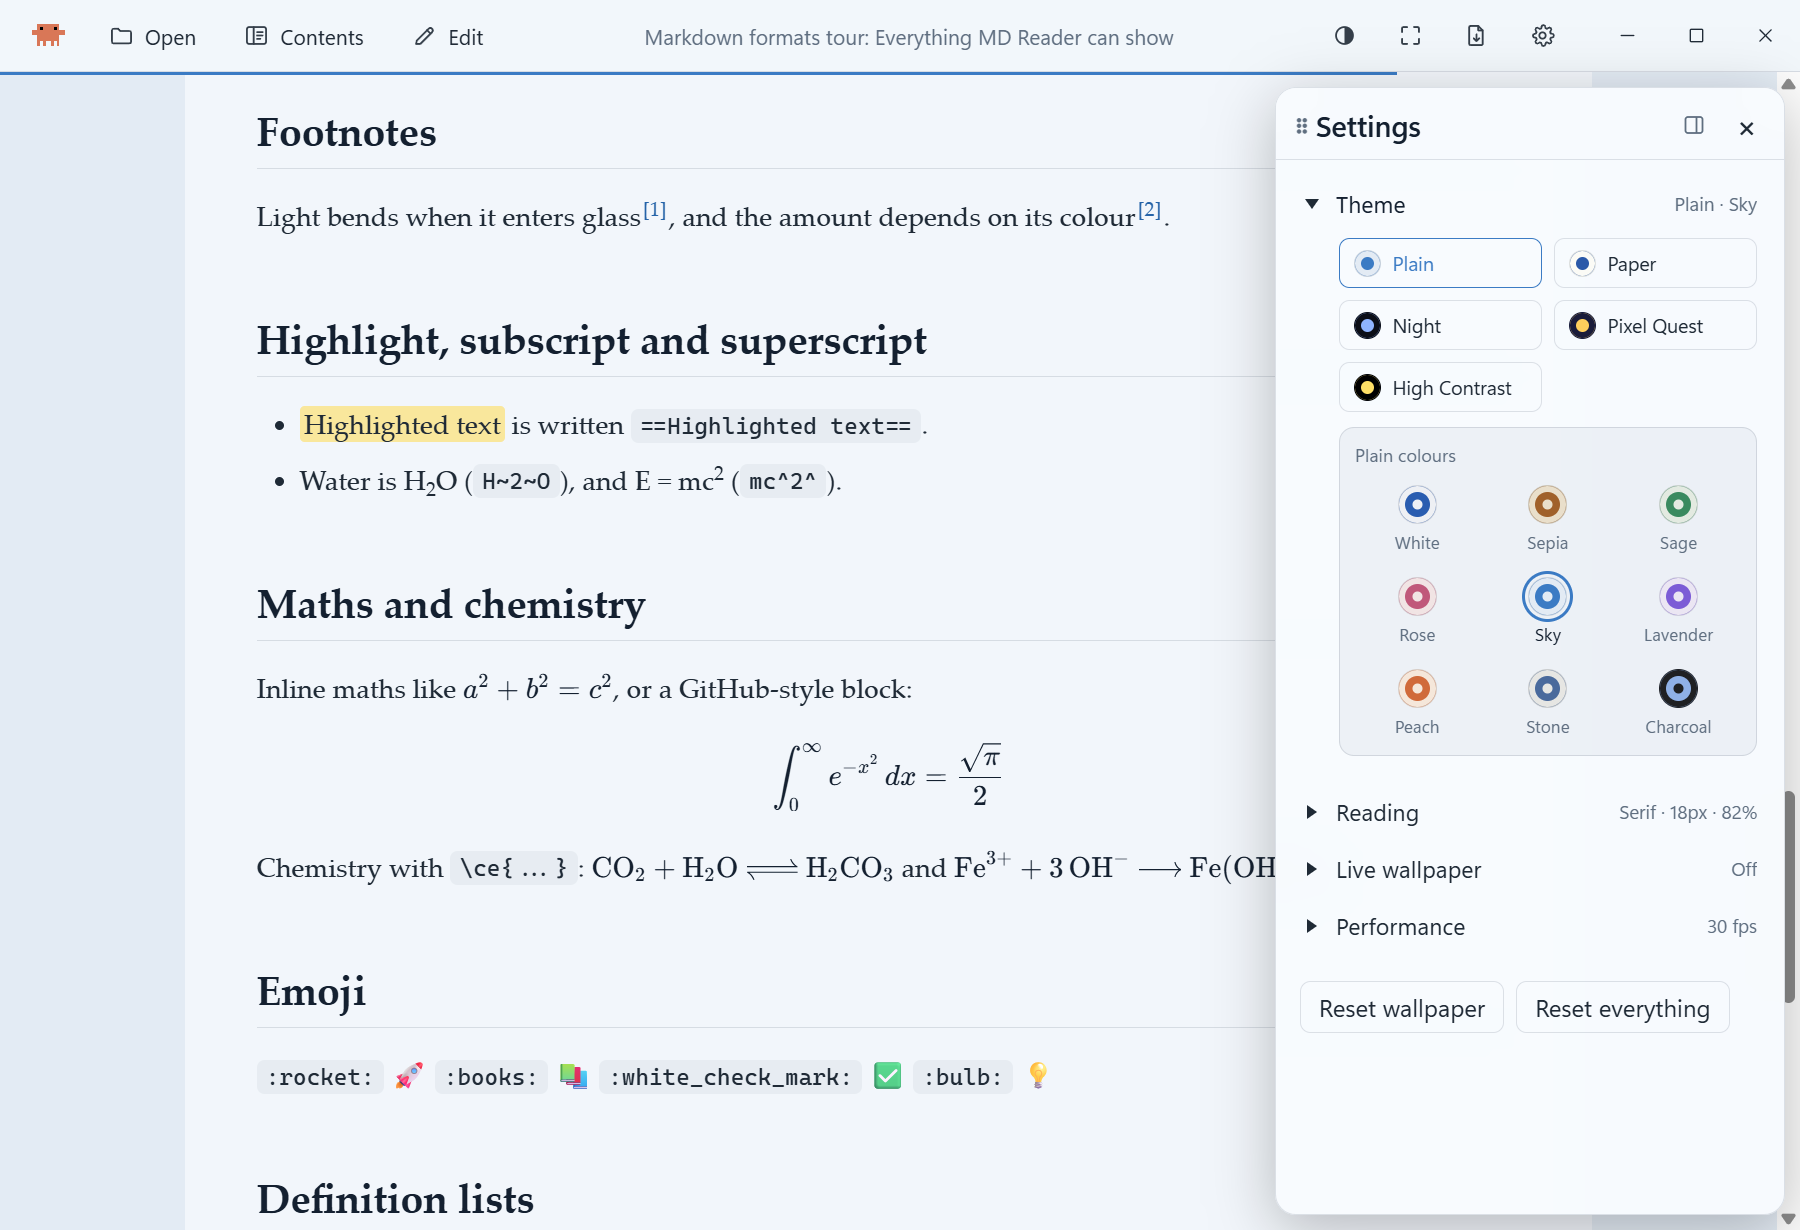 Open
Contents
Edit
Markdown formats tour: Everything MD Reader can show
Footnotes
Light bends when it enters glass[1], and the amount depends on its colour[2].
Highlight, subscript and superscript
Highlighted text is written ==Highlighted text==.
Water is H₂O (H~2~O), and E = mc² (mc^2^).
Maths and chemistry
Inline maths like a² + b² = c², or a GitHub-style block:
∫₀^∞ e^{−x²} dx = √π / 2
Chemistry with \ce{ ... }: CO₂ + H₂O ⇌ H₂CO₃ and Fe³⁺ + 3 OH⁻ ⟶ Fe(OH
Emoji
:rocket: 🚀 :books: 📚 :white_check_mark: ✅ :bulb: 💡
Definition lists
Settings
Theme Plain · Sky
Plain Paper
Night Pixel Quest
High Contrast
Plain colours
White Sepia Sage
Rose Sky Lavender
Peach Stone Charcoal
Reading Serif · 18px · 82%
Live wallpaper Off
Performance 30 fps
Reset wallpaper Reset everything